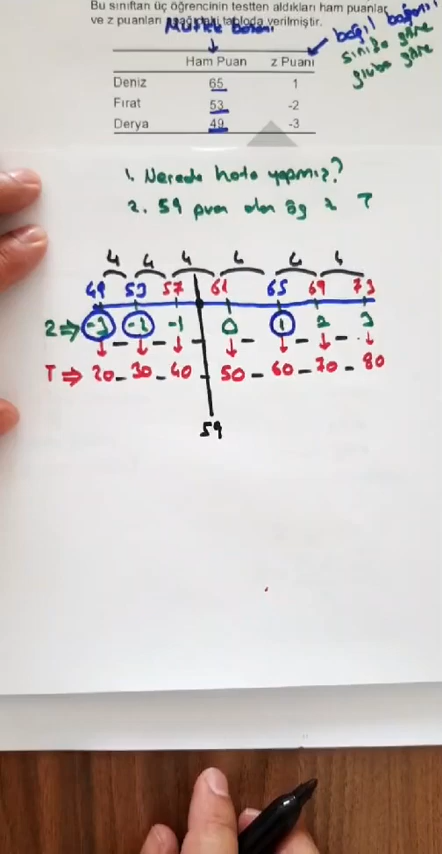 Bu sınıftan üç öğrencinin testten aldıkları ham puanlar
ve z puanları aşağıdaki tabloda verilmiştir.
Mutlak başarı
bağıl başarı
sınıfa göre
gruba göre
Ham Puan z Puanı
Deniz 65 1
Fırat 53 -2
Derya 49 -3
1. Nerede hata yapmış?
2. 59 puan alan öğ z ?
4 4 4 4 4 4
49 53 57 61 65 69 73
z ⇒ -3 -2 -1 0 1 2 3
T ⇒ 20 - 30 - 40 - 50 - 60 - 70 - 80
59